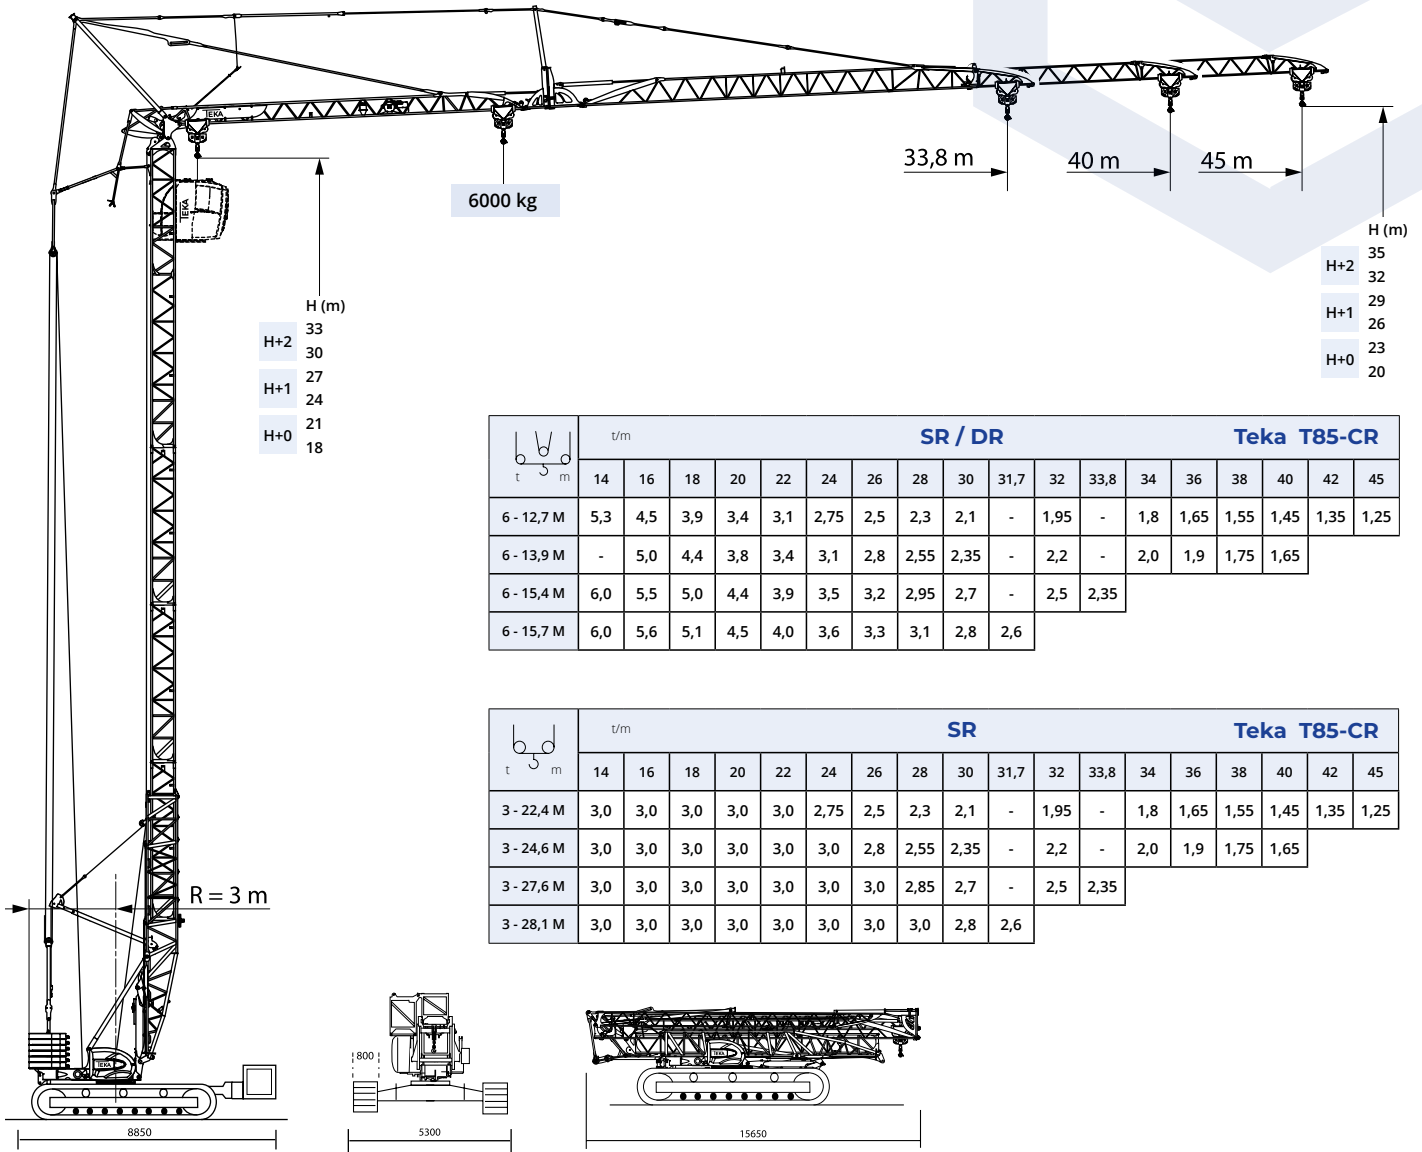 TEKA
33,8 m
40 m
45 m
6000 kg
TEKA
H (m)
H+2
35
32
H+1
29
26
H+0
23
20
H (m)
H+2
33
30
H+1
27
24
H+0
21
18
t/m SR / DR Teka T85-CR
t m 14 16 18 20 22 24 26 28 30 31,7 32 33,8 34 36 38 40 42 45
6 - 12,7 M 5,3 4,5 3,9 3,4 3,1 2,75 2,5 2,3 2,1 - 1,95 - 1,8 1,65 1,55 1,45 1,35 1,25
6 - 13,9 M - 5,0 4,4 3,8 3,4 3,1 2,8 2,55 2,35 - 2,2 - 2,0 1,9 1,75 1,65
6 - 15,4 M 6,0 5,5 5,0 4,4 3,9 3,5 3,2 2,95 2,7 - 2,5 2,35
6 - 15,7 M 6,0 5,6 5,1 4,5 4,0 3,6 3,3 3,1 2,8 2,6
t/m SR Teka T85-CR
t m 14 16 18 20 22 24 26 28 30 31,7 32 33,8 34 36 38 40 42 45
3 - 22,4 M 3,0 3,0 3,0 3,0 3,0 2,75 2,5 2,3 2,1 - 1,95 - 1,8 1,65 1,55 1,45 1,35 1,25
3 - 24,6 M 3,0 3,0 3,0 3,0 3,0 3,0 2,8 2,55 2,35 - 2,2 - 2,0 1,9 1,75 1,65
3 - 27,6 M 3,0 3,0 3,0 3,0 3,0 3,0 3,0 2,85 2,7 - 2,5 2,35
3 - 28,1 M 3,0 3,0 3,0 3,0 3,0 3,0 3,0 3,0 2,8 2,6
R = 3 m
800
TEKA
TEKA
8850
5300
15650